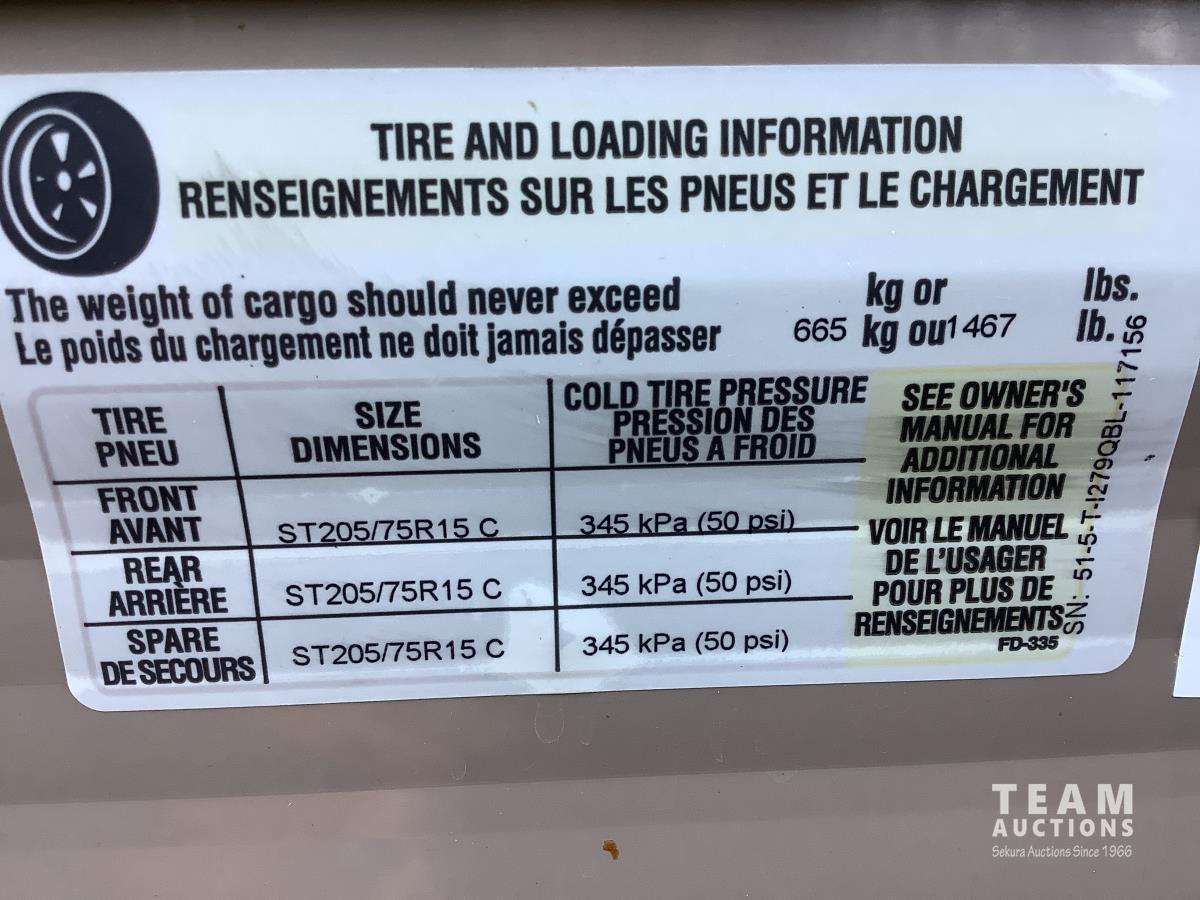 TIRE AND LOADING INFORMATION
RENSEIGNEMENTS SUR LES PNEUS ET LE CHARGEMENT
The weight of cargo should never exceed kg or lbs.
Le poids du chargement ne doit jamais dépasser 665 kg ou 1467 lb.
TIRE
PNEU
SIZE
DIMENSIONS
COLD TIRE PRESSURE
PRESSION DES
PNEUS A FROID
FRONT
AVANT
ST205/75R15 C
345 kPa (50 psi)
REAR
ARRIÈRE
ST205/75R15 C
345 kPa (50 psi)
SPARE
DE SECOURS
ST205/75R15 C
345 kPa (50 psi)
SEE OWNER'S
MANUAL FOR
ADDITIONAL
INFORMATION
VOIR LE MANUEL
DE L'USAGER
POUR PLUS DE
RENSEIGNEMENTS
FD-335
SN: 51-5-T-I279QBL-117156
TEAM
AUCTIONS
Sekura Auctions Since 1966